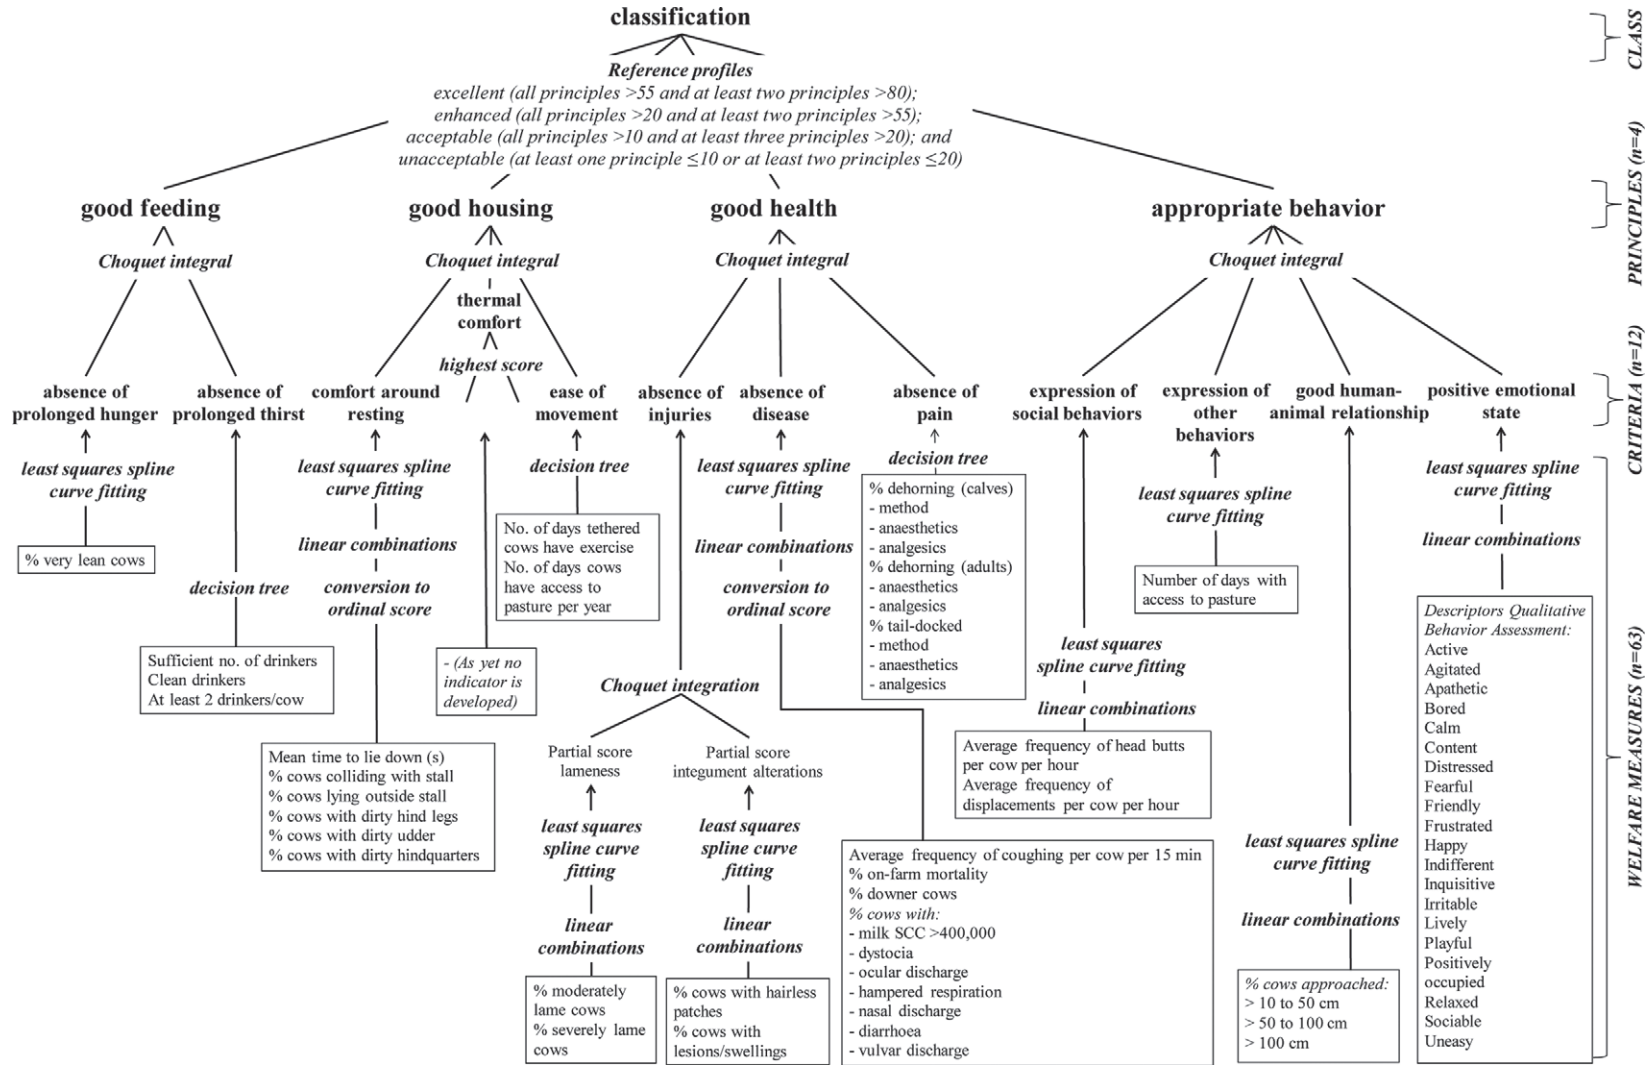 classification
Reference profiles
excellent (all principles >55 and at least two principles >80);
enhanced (all principles >20 and at least two principles >55);
acceptable (all principles >10 and at least three principles >20); and
unacceptable (at least one principle ≤10 or at least two principles ≤20)
CLASS
good feeding
good housing
good health
appropriate behavior
PRINCIPLES (n=4)
Choquet integral
Choquet integral
Choquet integral
Choquet integral
thermal
comfort
highest score
absence of
prolonged hunger
absence of
prolonged thirst
comfort around
resting
ease of
movement
absence of
injuries
absence of
disease
absence of
pain
expression of
social behaviors
expression of
other
behaviors
good human-
animal relationship
positive emotional
state
CRITERIA (n=12)
least squares spline
curve fitting
% very lean cows
decision tree
Sufficient no. of drinkers
Clean drinkers
At least 2 drinkers/cow
least squares spline
curve fitting
linear combinations
conversion to
ordinal score
Mean time to lie down (s)
% cows colliding with stall
% cows lying outside stall
% cows with dirty hind legs
% cows with dirty udder
% cows with dirty hindquarters
- (As yet no
indicator is
developed)
decision tree
No. of days tethered
cows have exercise
No. of days cows
have access to
pasture per year
Choquet integration
Partial score
lameness
least squares
spline curve
fitting
linear
combinations
% moderately
lame cows
% severely lame
cows
Partial score
integument alterations
least squares
spline curve
fitting
linear
combinations
% cows with hairless
patches
% cows with
lesions/swellings
least squares spline
curve fitting
linear combinations
conversion to
ordinal score
Average frequency of coughing per cow per 15 min
% on-farm mortality
% downer cows
% cows with:
- milk SCC >400,000
- dystocia
- ocular discharge
- hampered respiration
- nasal discharge
- diarrhoea
- vulvar discharge
decision tree
% dehorning (calves)
- method
- anaesthetics
- analgesics
% dehorning (adults)
- anaesthetics
- analgesics
% tail-docked
- method
- anaesthetics
- analgesics
least squares
spline curve fitting
linear combinations
Average frequency of head butts
per cow per hour
Average frequency of
displacements per cow per hour
least squares spline
curve fitting
Number of days with
access to pasture
least squares spline
curve fitting
linear combinations
% cows approached:
> 10 to 50 cm
> 50 to 100 cm
> 100 cm
least squares spline
curve fitting
linear combinations
Descriptors Qualitative
Behavior Assessment:
Active
Agitated
Apathetic
Bored
Calm
Content
Distressed
Fearful
Friendly
Frustrated
Happy
Indifferent
Inquisitive
Irritable
Lively
Playful
Positively
occupied
Relaxed
Sociable
Uneasy
WELFARE MEASURES (n=63)